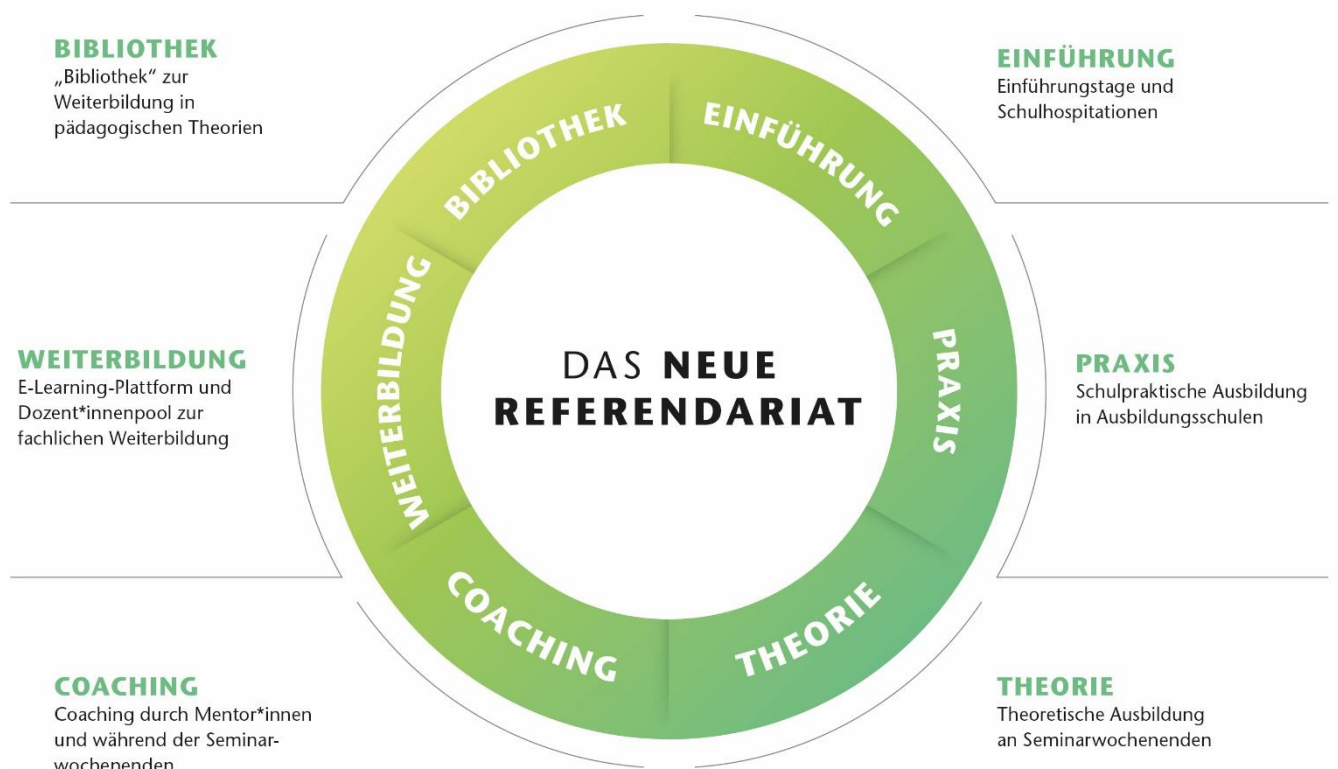 BIBLIOTHEK
„Bibliothek“ zur
Weiterbildung in
pädagogischen Theorien
EINFÜHRUNG
Einführungstage und
Schulhospitationen
BIBLIOTHEK
EINFÜHRUNG
WEITERBILDUNG
PRAXIS
COACHING
THEORIE
DAS NEUE
REFERENDARIAT
WEITERBILDUNG
E-Learning-Plattform und
Dozent*innenpool zur
fachlichen Weiterbildung
PRAXIS
Schulpraktische Ausbildung
in Ausbildungsschulen
COACHING
Coaching durch Mentor*innen
und während der Seminar-
wochenenden
THEORIE
Theoretische Ausbildung
an Seminarwochenenden